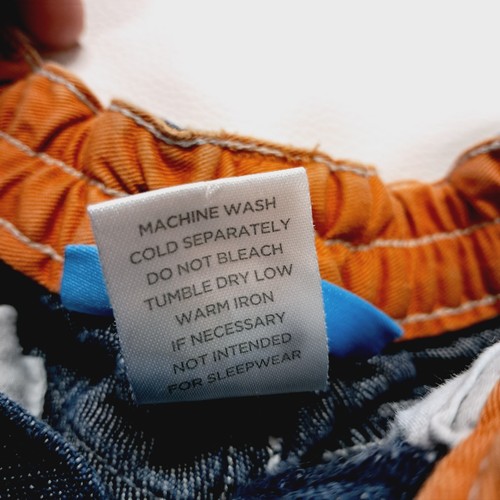 MACHINE WASH
COLD SEPARATELY
DO NOT BLEACH
TUMBLE DRY LOW
WARM IRON
IF NECESSARY
NOT INTENDED
FOR SLEEPWEAR